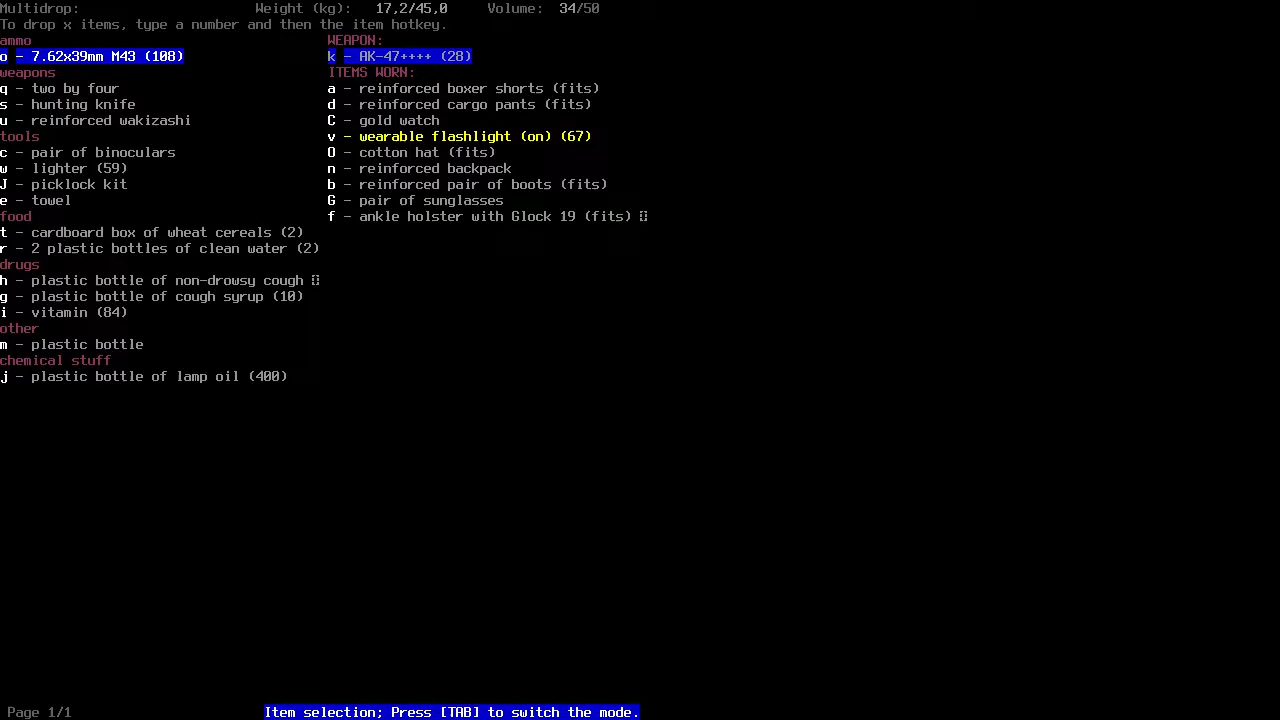 Multidrop: Weight (kg): 17,2/45,0 Volume: 34/50
To drop x items, type a number and then the item hotkey.
ammo
o - 7.62x39mm M43 (108)
weapons
q - two by four
s - hunting knife
u - reinforced wakizashi
tools
c - pair of binoculars
w - lighter (59)
J - picklock kit
e - towel
food
t - cardboard box of wheat cereals (2)
r - 2 plastic bottles of clean water (2)
drugs
h - plastic bottle of non-drowsy cough
g - plastic bottle of cough syrup (10)
i - vitamin (84)
other
m - plastic bottle
chemical stuff
j - plastic bottle of lamp oil (400)
WEAPON:
k - AK-47++++ (28)
ITEMS WORN:
a - reinforced boxer shorts (fits)
d - reinforced cargo pants (fits)
C - gold watch
v - wearable flashlight (on) (67)
O - cotton hat (fits)
n - reinforced backpack
b - reinforced pair of boots (fits)
G - pair of sunglasses
f - ankle holster with Glock 19 (fits)
Page 1/1 Item selection; Press [TAB] to switch the mode.